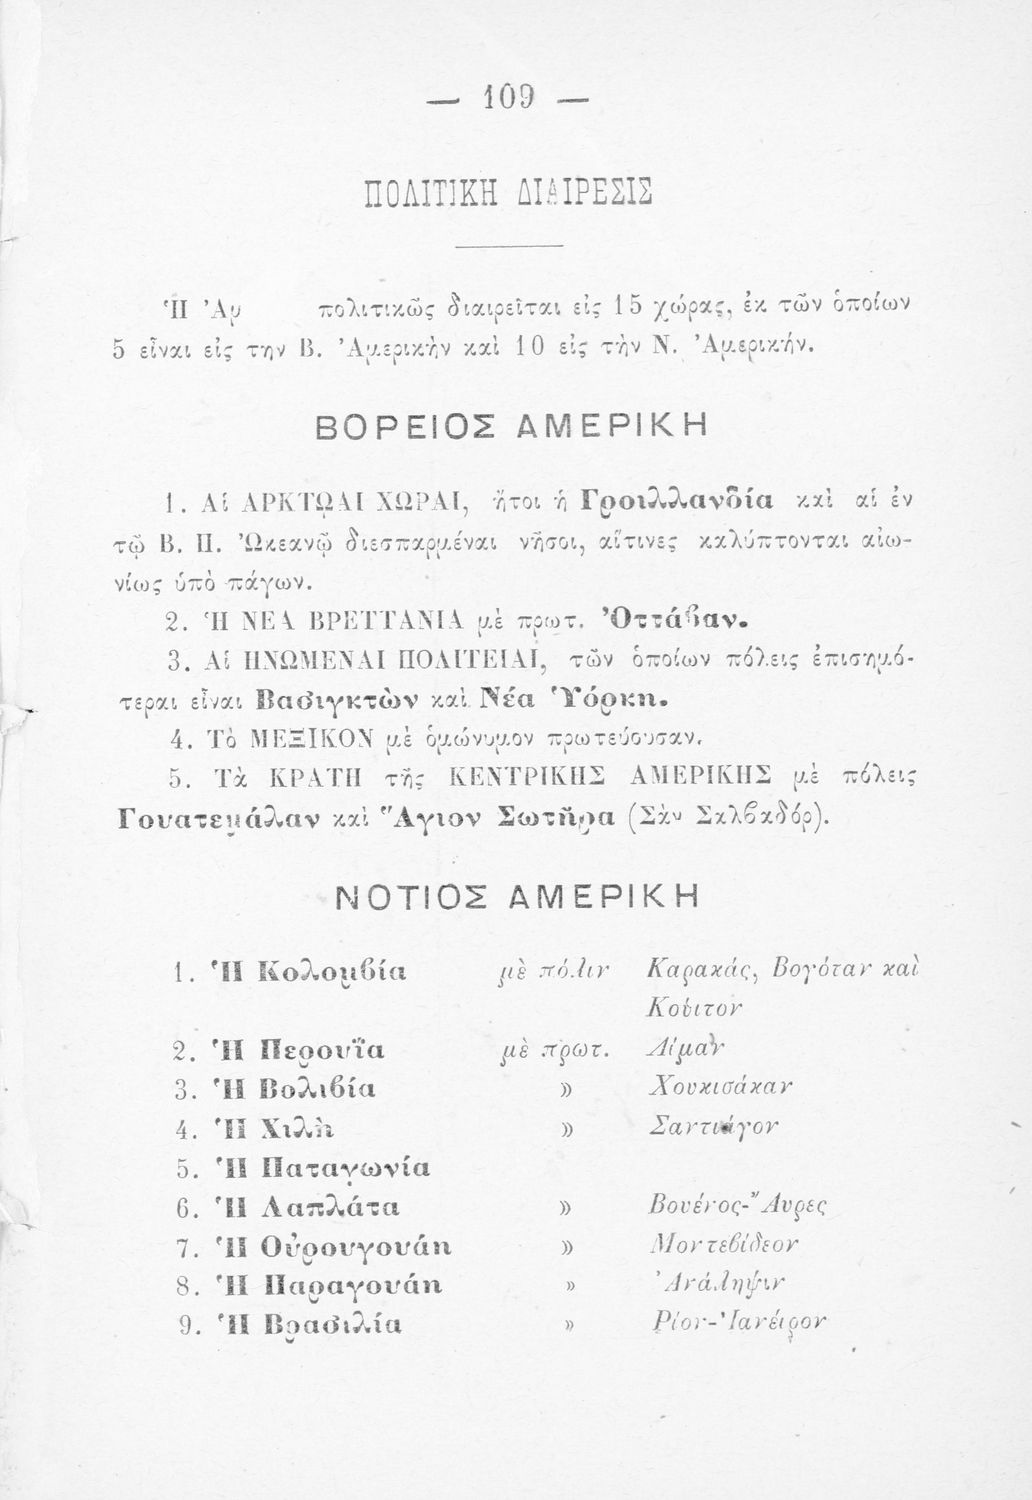 — 109 —
ΠΟΛΙΤΙΚΗ ΔΙΑΙΡΕΣΙΣ
Ἡ Ἀμ πολιτικῶς διαιρεῖται εἰς 15 χώρας, ἐκ τῶν ὁποίων
5 εἶναι εἰς την Β. Ἀμερικὴν καὶ 10 εἰς τὴν Ν. Ἀμερικήν.
ΒΟΡΕΙΟΣ ΑΜΕΡΙΚΗ
1. Αἱ ΑΡΚΤΩΑΙ ΧΩΡΑΙ, ἤτοι ἡ Γροιλλανδία καὶ αἱ ἐν
τῷ Β. Π. Ὠκεανῷ διεσπαρμέναι νῆσοι, αἵτινες καλύπτονται αἰω-
νίως ὑπὸ πάγων.
2. Ἡ ΝΕΑ ΒΡΕΤΤΑΝΙΑ μὲ πρωτ. Ὀττάβαν.
3. Αἱ ΗΝΩΜΕΝΑΙ ΠΟΛΙΤΕΙΑΙ, τῶν ὁποίων πόλεις ἐπισημό-
τεραι εἶναι Βασιγκτὼν καὶ Νέα Ὑόρκη.
4. Τὸ ΜΕΞΙΚΟΝ μὲ ὁμώνυμον πρωτεύουσαν.
5. Τὰ ΚΡΑΤΗ τῆς ΚΕΝΤΡΙΚΗΣ ΑΜΕΡΙΚΗΣ μὲ πόλεις
Γουατεμάλαν καὶ Ἅγιον Σωτῆρα (Σὰν Σαλβαδόρ).
ΝΟΤΙΟΣ ΑΜΕΡΙΚΗ
1. Ἡ Κολομβία μὲ πόλιν Καρακάς, Βογόταν καὶ
Κούιτον
2. Ἡ Περουΐα μὲ πρωτ. Λίμαν
3. Ἡ Βολιβία » Χουκισάκαν
4. Ἡ Χιλὴ » Σαντιάγον
5. Ἡ Παταγωνία
6. Ἡ Λαπλάτα » Βουένος-Ἄυρες
7. Ἡ Οὐρουγουάη » Μοντεβίδεον
8. Ἡ Παραγουάη » Ἀνάληψιν
9. Ἡ Βρασιλία » Ρίον-Ἰανέιρον